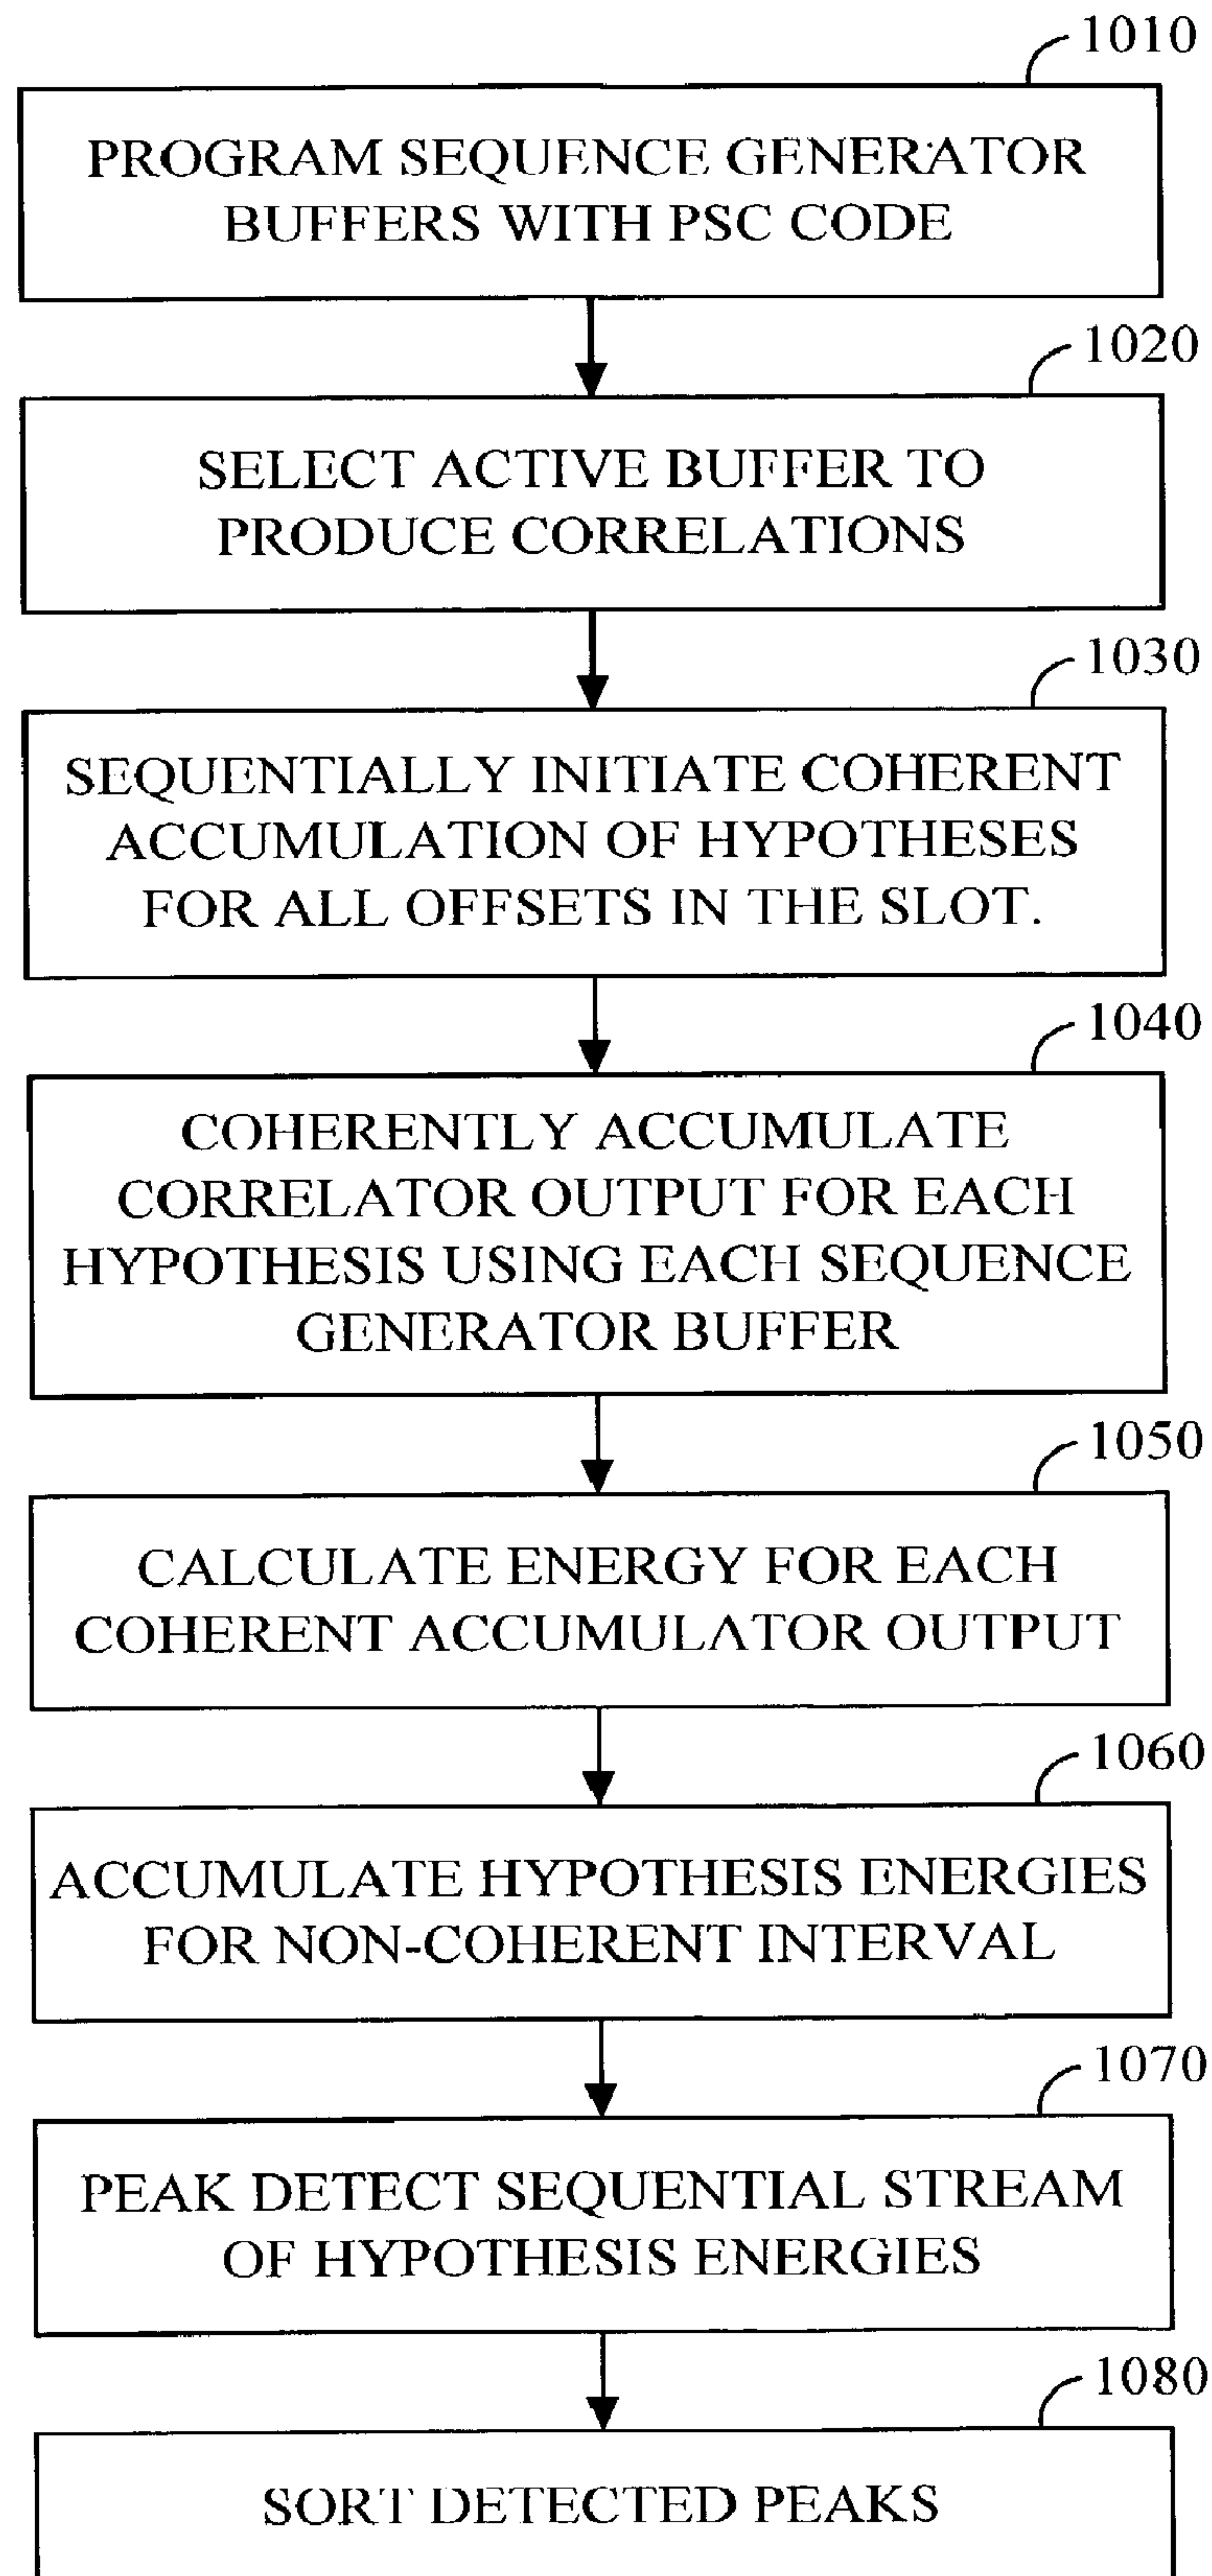 1010
PROGRAM SEQUENCE GENERATOR
BUFFERS WITH PSC CODE
1020
SELECT ACTIVE BUFFER TO
PRODUCE CORRELATIONS
1030
SEQUENTIALLY INITIATE COHERENT
ACCUMULATION OF HYPOTHESES
FOR ALL OFFSETS IN THE SLOT.
1040
COHERENTLY ACCUMULATE
CORRELATOR OUTPUT FOR EACH
HYPOTHESIS USING EACH SEQUENCE
GENERATOR BUFFER
1050
CALCULATE ENERGY FOR EACH
COHERENT ACCUMULATOR OUTPUT
1060
ACCUMULATE HYPOTHESIS ENERGIES
FOR NON-COHERENT INTERVAL
1070
PEAK DETECT SEQUENTIAL STREAM
OF HYPOTHESIS ENERGIES
1080
SORT DETECTED PEAKS